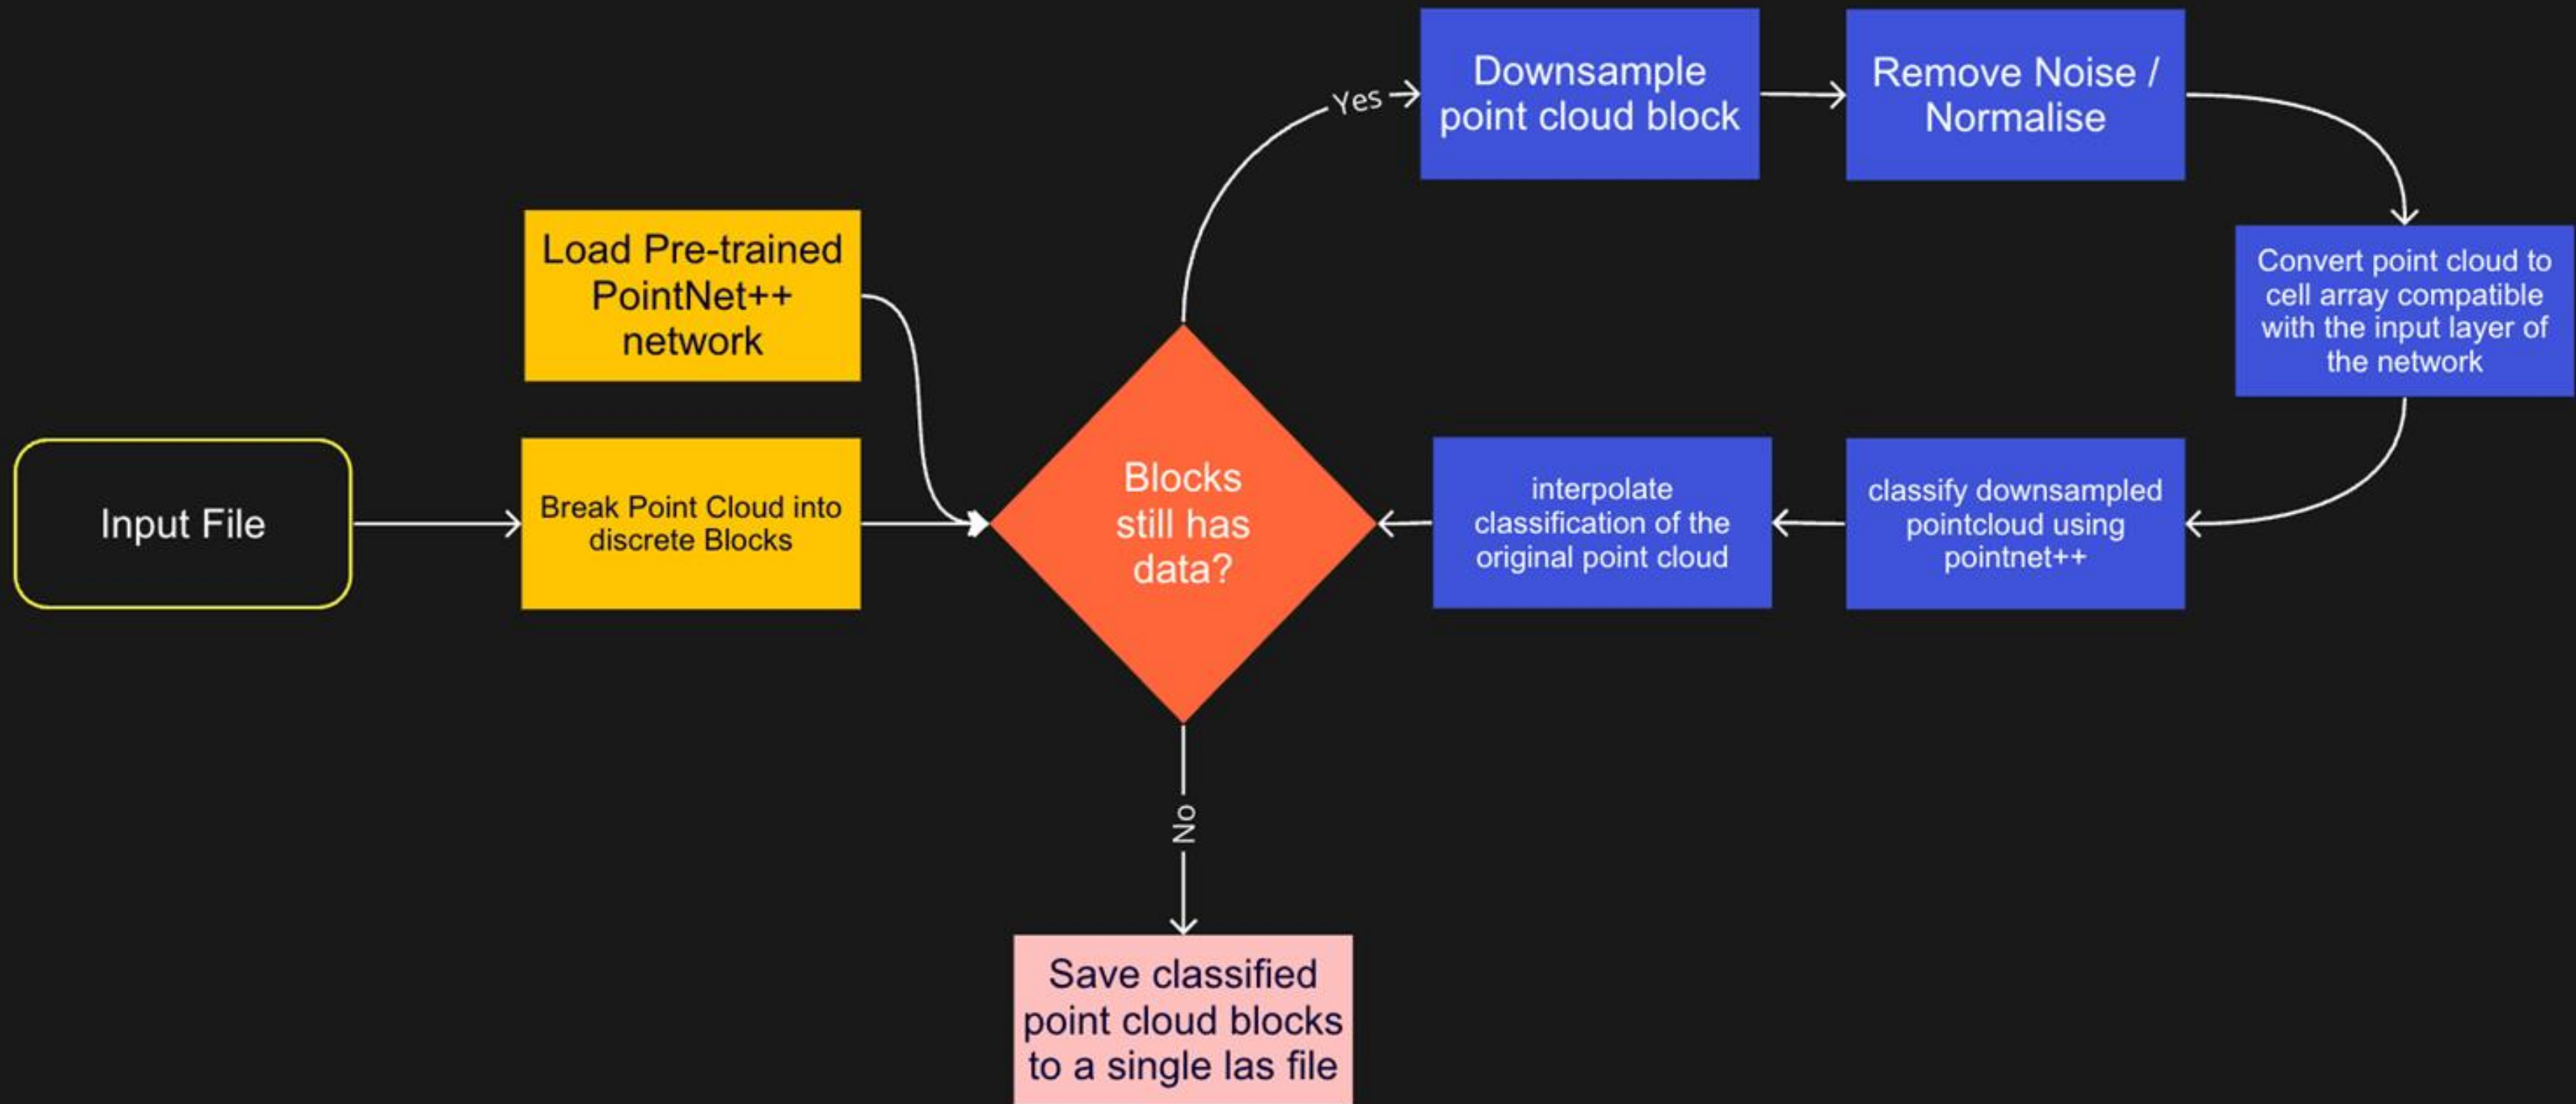 Input File
Load Pre-trained
PointNet++
network
Break Point Cloud into
discrete Blocks
Blocks
still has
data?
Yes
Downsample
point cloud block
Remove Noise /
Normalise
Convert point cloud to
cell array compatible
with the input layer of
the network
classify downsampled
pointcloud using
pointnet++
interpolate
classification of the
original point cloud
No
Save classified
point cloud blocks
to a single las file